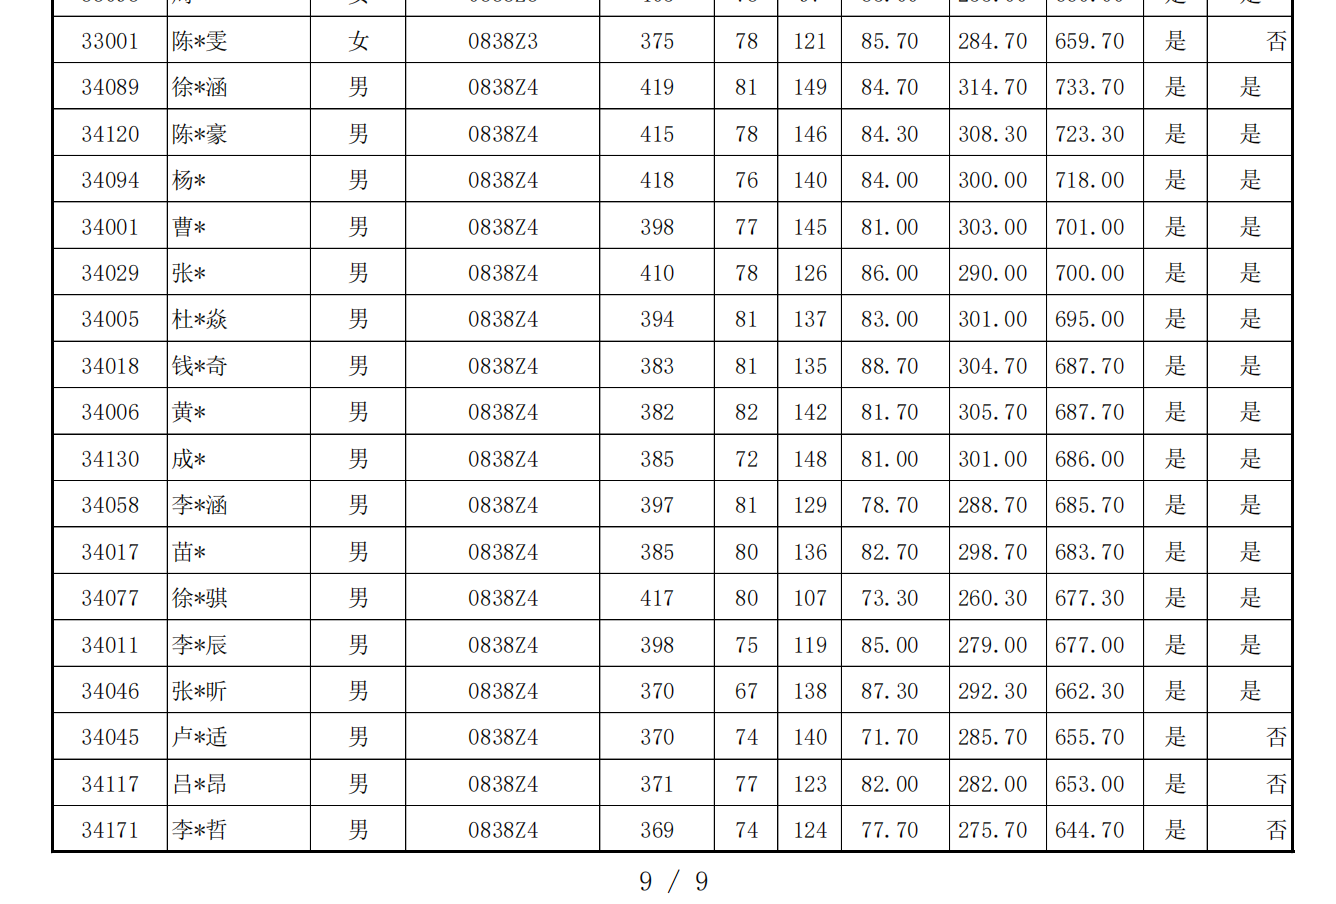 33001 陈*雯 女 0838Z3 375 78 121 85.70 284.70 659.70 是 否
34089 徐*涵 男 0838Z4 419 81 149 84.70 314.70 733.70 是 是
34120 陈*豪 男 0838Z4 415 78 146 84.30 308.30 723.30 是 是
34094 杨* 男 0838Z4 418 76 140 84.00 300.00 718.00 是 是
34001 曹* 男 0838Z4 398 77 145 81.00 303.00 701.00 是 是
34029 张* 男 0838Z4 410 78 126 86.00 290.00 700.00 是 是
34005 杜*焱 男 0838Z4 394 81 137 83.00 301.00 695.00 是 是
34018 钱*奇 男 0838Z4 383 81 135 88.70 304.70 687.70 是 是
34006 黄* 男 0838Z4 382 82 142 81.70 305.70 687.70 是 是
34130 成* 男 0838Z4 385 72 148 81.00 301.00 686.00 是 是
34058 李*涵 男 0838Z4 397 81 129 78.70 288.70 685.70 是 是
34017 苗* 男 0838Z4 385 80 136 82.70 298.70 683.70 是 是
34077 徐*骐 男 0838Z4 417 80 107 73.30 260.30 677.30 是 是
34011 李*辰 男 0838Z4 398 75 119 85.00 279.00 677.00 是 是
34046 张*昕 男 0838Z4 370 67 138 87.30 292.30 662.30 是 是
34045 卢*适 男 0838Z4 370 74 140 71.70 285.70 655.70 是 否
34117 吕*昂 男 0838Z4 371 77 123 82.00 282.00 653.00 是 否
34171 李*哲 男 0838Z4 369 74 124 77.70 275.70 644.70 是 否
9 / 9